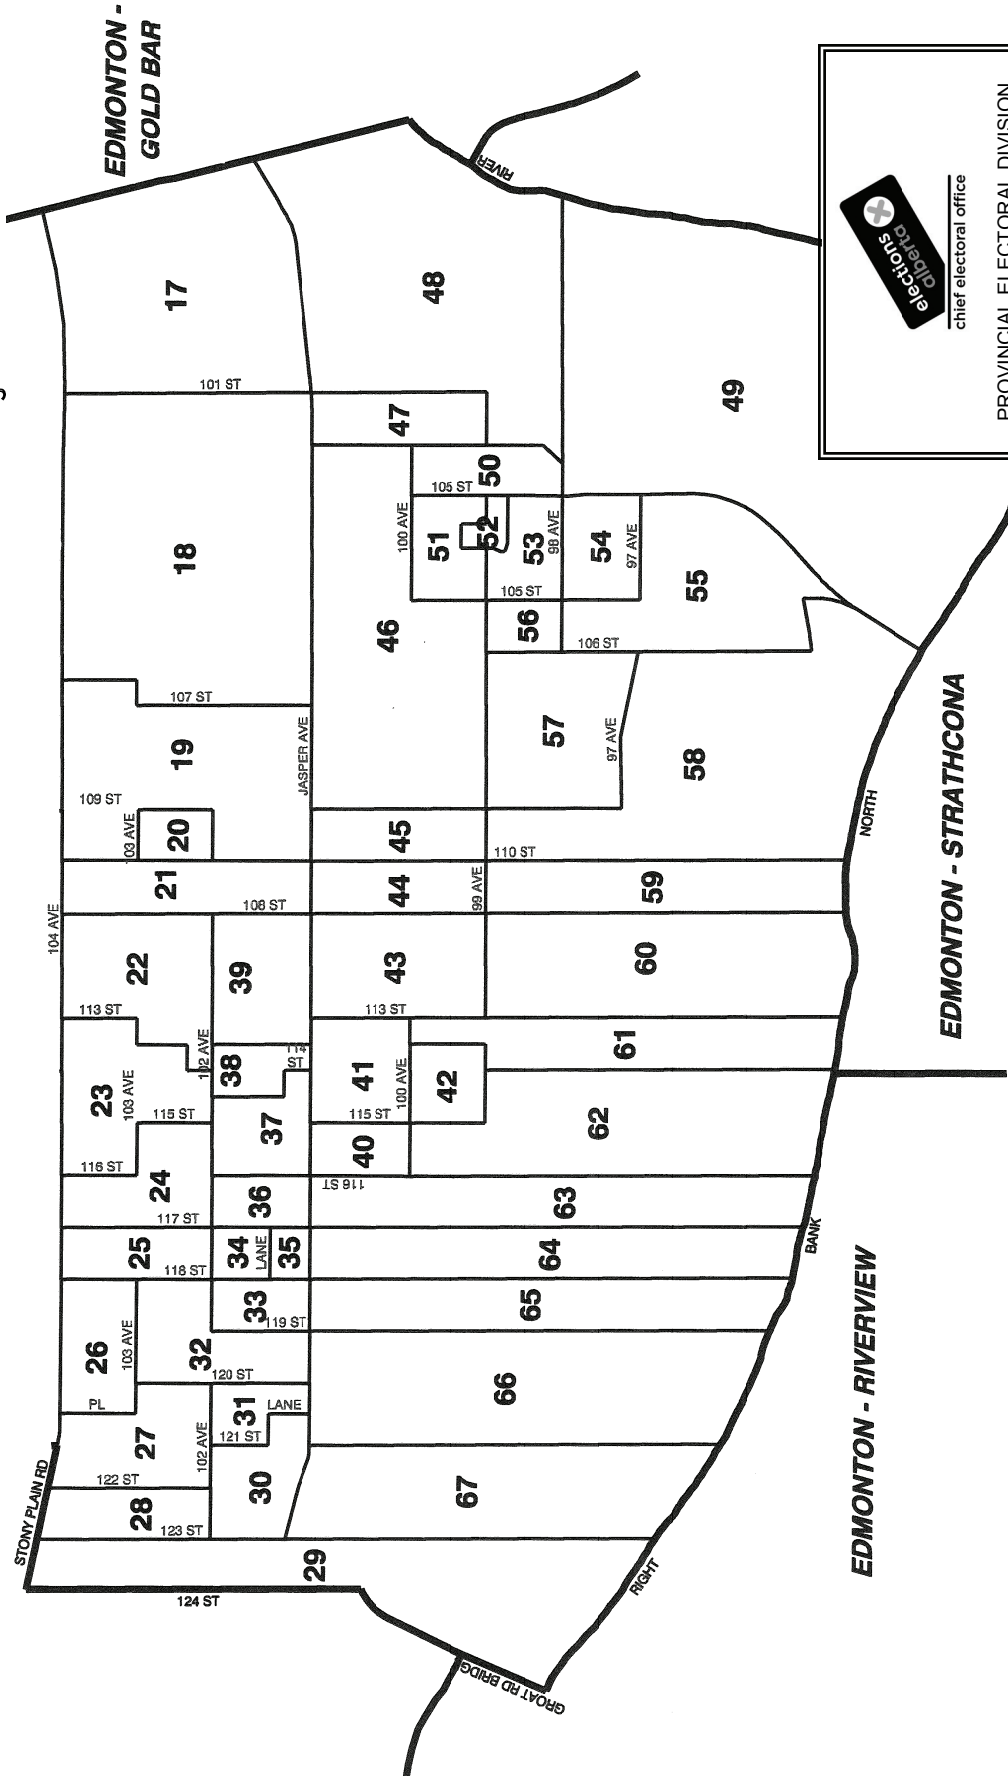 EDMONTON -
GOLD BAR
STONY PLAIN RD
124 ST
29
28
123 ST
122 ST
27
PL
26
103 AVE
102 AVE
30
121 ST
31
LANE
120 ST
32
33
119 ST
25
118 ST
34
LANE
35
24
117 ST
36
116 ST
116 ST
23
103 AVE
115 ST
37
38
114
ST
102 AVE
113 ST
22
39
104 AVE
21
108 ST
20
103 AVE
109 ST
19
107 ST
JASPER AVE
18
101 ST
17
67
66
65
64
63
62
40
115 ST
41
100 AVE
42
61
113 ST
43
60
44
99 AVE
59
45
110 ST
46
57
97 AVE
58
106 ST
56
105 ST
55
100 AVE
51
52
53
98 AVE
54
97 AVE
105 ST
50
47
48
49
RIVER
NORTH
BANK
RIGHT
GROAT RD BRIDG
EDMONTON - RIVERVIEW
EDMONTON - STRATHCONA
elections
alberta
chief electoral office
PROVINCIAL ELECTORAL DIVISION